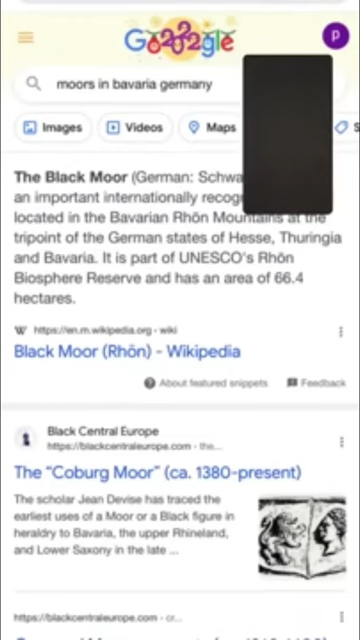 Go2022gle
P
moors in bavaria germany
Images
Videos
Maps
S
The Black Moor (German: Schwa
an important internationally recog
located in the Bavarian Rhön Mountains at the
tripoint of the German states of Hesse, Thuringia
and Bavaria. It is part of UNESCO's Rhön
Biosphere Reserve and has an area of 66.4
hectares.
W https://en.m.wikipedia.org › wiki
Black Moor (Rhön) - Wikipedia
About featured snippets
Feedback
Black Central Europe
https://blackcentraleurope.com › the...
The “Coburg Moor” (ca. 1380-present)
The scholar Jean Devise has traced the
earliest uses of a Moor or a Black figure in
heraldry to Bavaria, the upper Rhineland,
and Lower Saxony in the late ...
https://blackcentraleurope.com › cr...